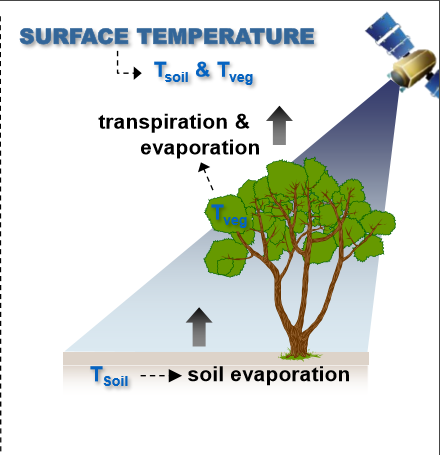 SURFACE TEMPERATURE
Tsoil & Tveg
transpiration &
evaporation
Tveg
TSoil soil evaporation